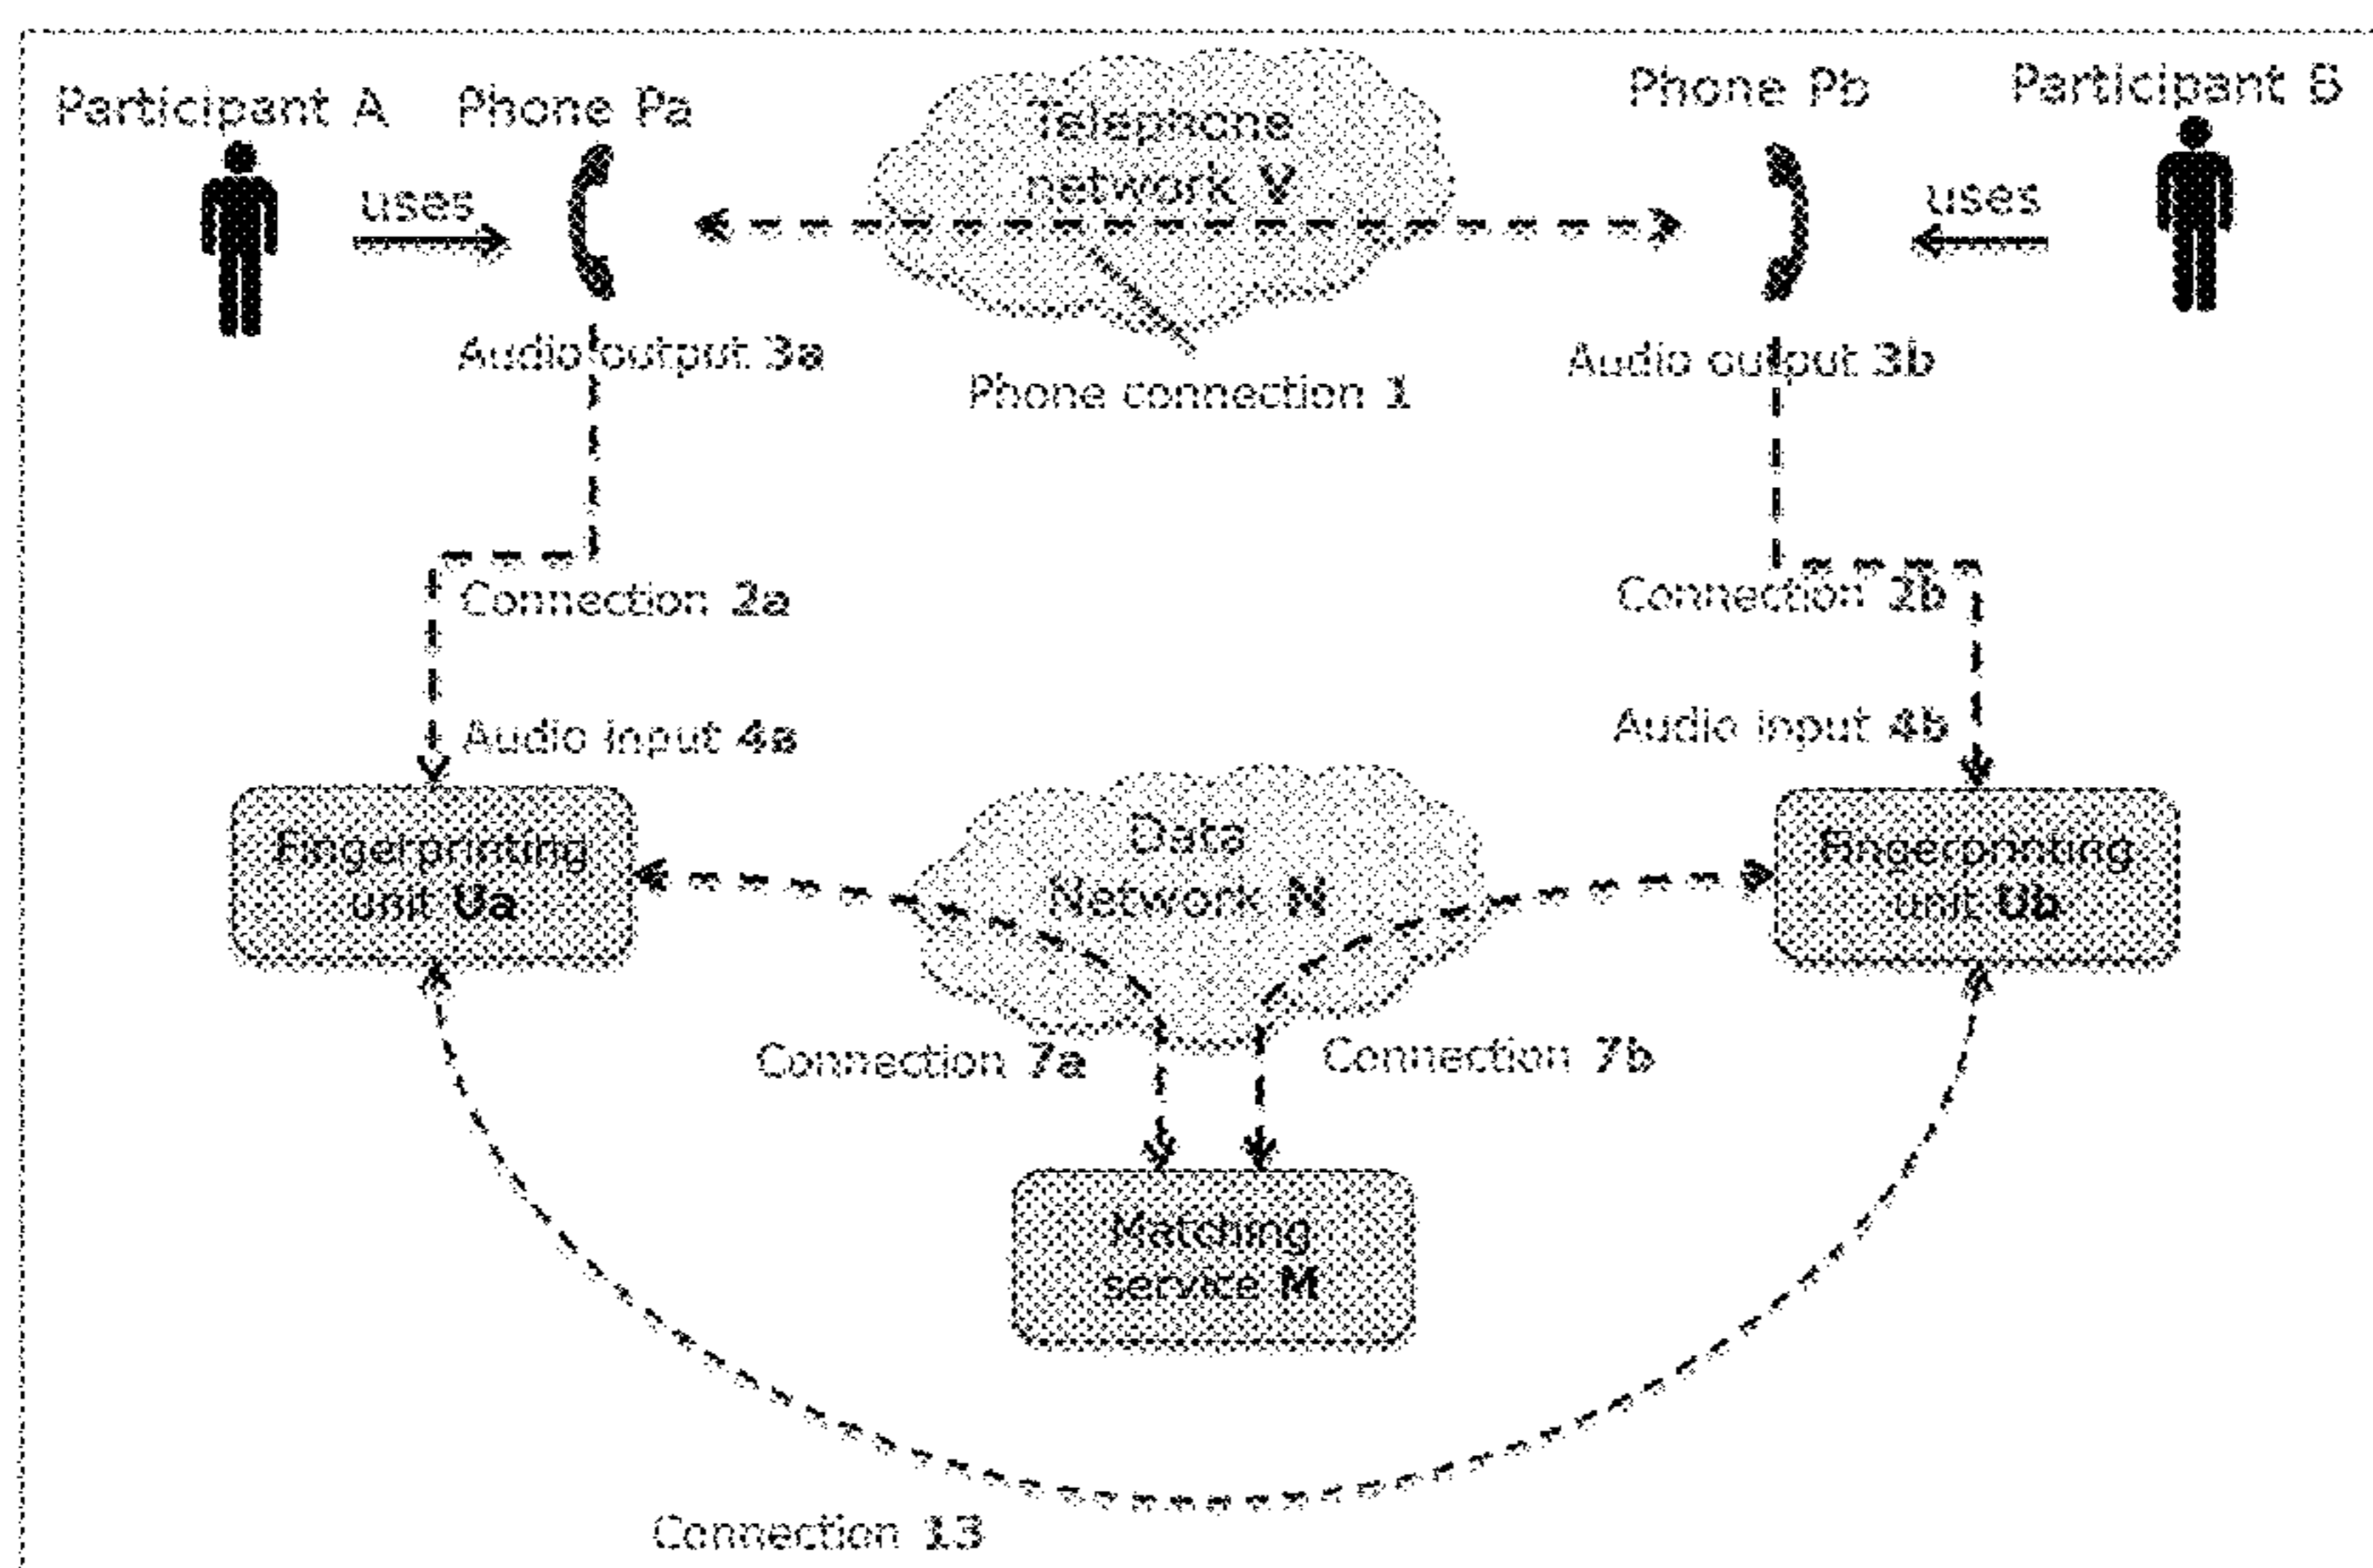 Participant A
Phone Pa
Telephone
network V
Phone Pb
Participant B
uses
uses
Audio output 3a
Phone connection 1
Audio output 3b
Connection 2a
Connection 2b
Audio input 4a
Audio input 4b
Fingerprinting
unit Ua
Data
Network N
Fingerprinting
unit Ub
Connection 7a
Connection 7b
Matching
service M
Connection 13